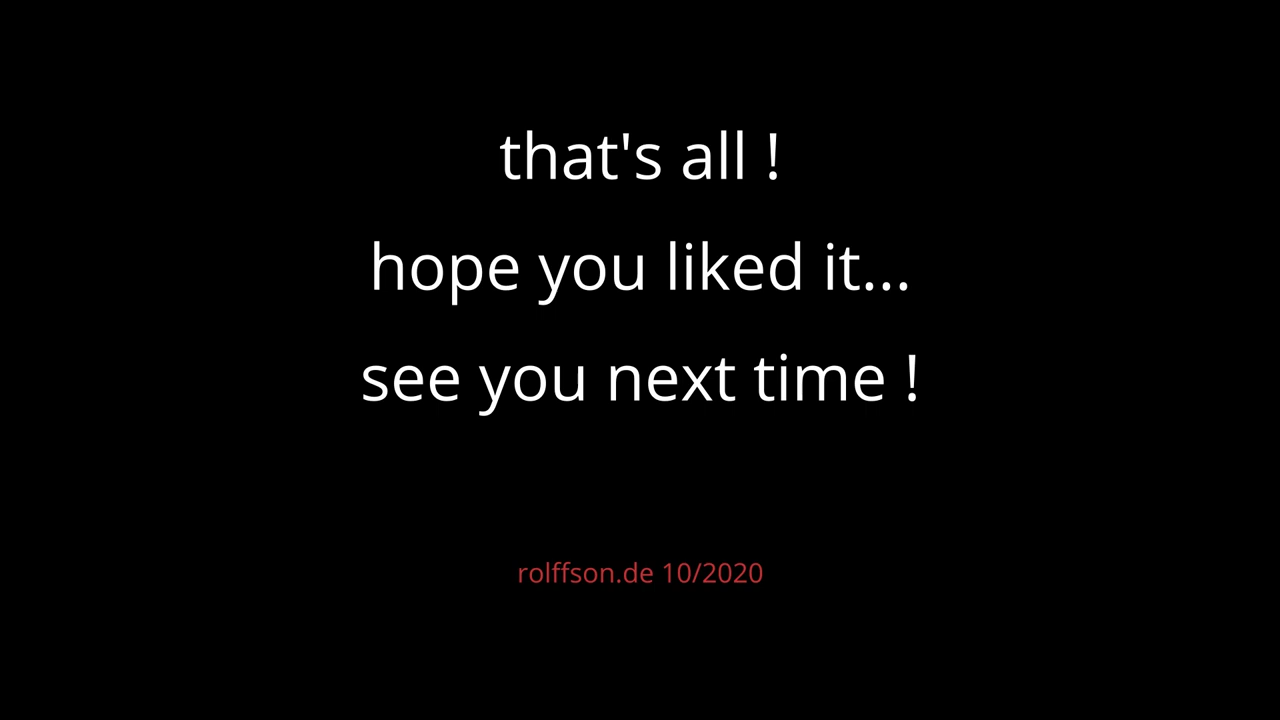 that's all !
hope you liked it...
see you next time !
rolffson.de 10/2020